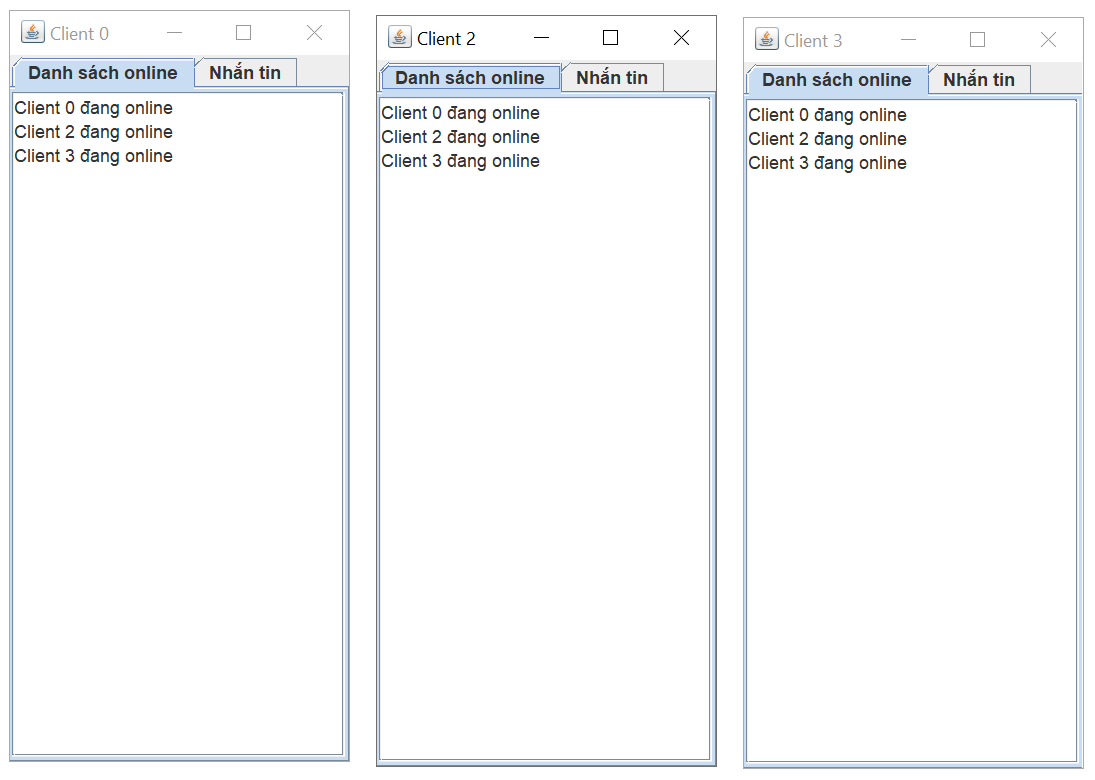 Client 0
Danh sách online Nhắn tin
Client 0 đang online
Client 2 đang online
Client 3 đang online
Client 2
Danh sách online Nhắn tin
Client 0 đang online
Client 2 đang online
Client 3 đang online
Client 3
Danh sách online Nhắn tin
Client 0 đang online
Client 2 đang online
Client 3 đang online